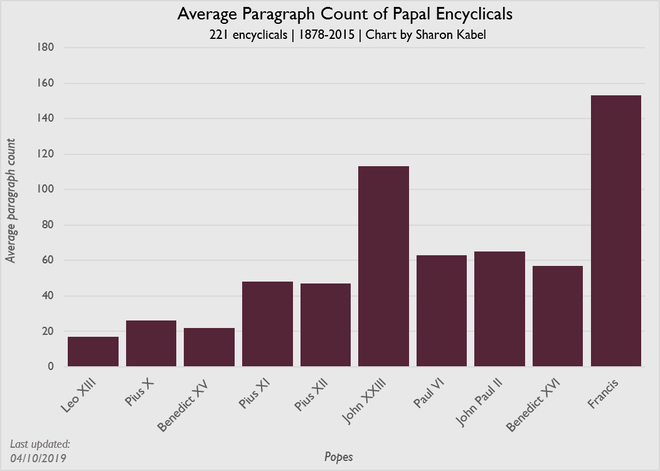 Average Paragraph Count of Papal Encyclicals
221 encyclicals | 1878-2015 | Chart by Sharon Kabel
Average paragraph count
180
160
140
120
100
80
60
40
20
0
Leo XIII
Pius X
Benedict XV
Pius XI
Pius XII
John XXIII
Paul VI
John Paul II
Benedict XVI
Francis
Last updated:
04/10/2019
Popes